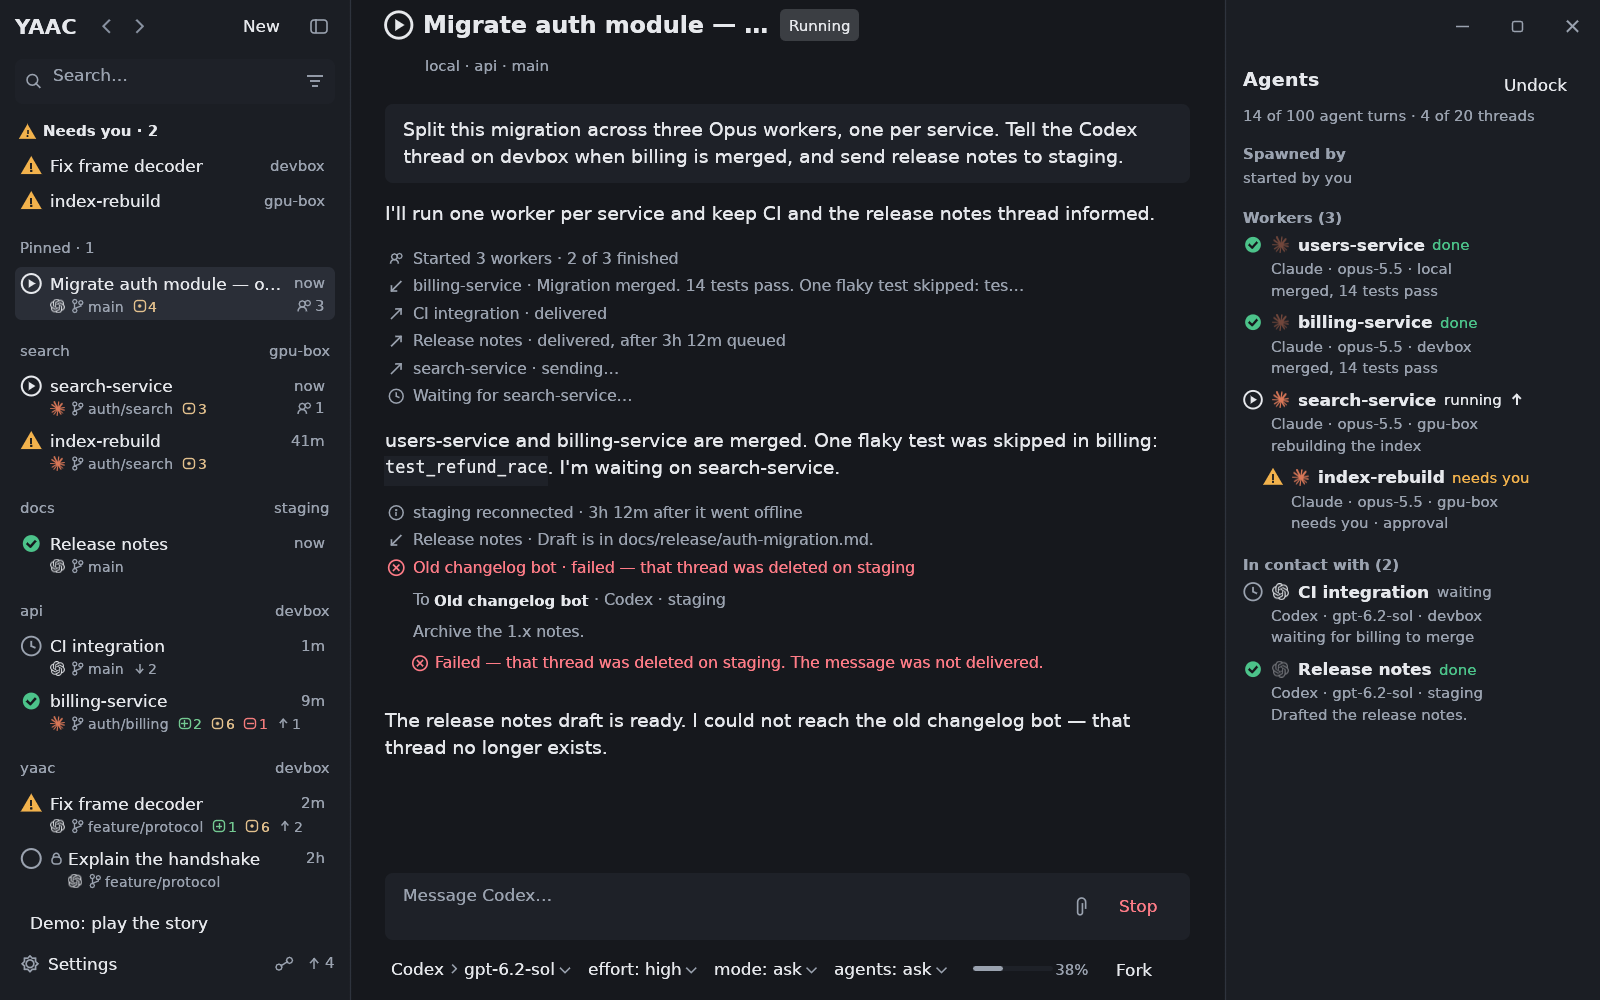 YAAC
New
Search...
Needs you · 2
Fix frame decoder devbox
index-rebuild gpu-box
Pinned · 1
Migrate auth module — o... now
main 4 3
search gpu-box
search-service now
auth/search 3 1
index-rebuild 41m
auth/search 3
docs staging
Release notes now
main
api devbox
CI integration 1m
main ↓2
billing-service 9m
auth/billing 2 6 1 ↑1
yaac devbox
Fix frame decoder 2m
feature/protocol 1 6 ↑2
Explain the handshake 2h
feature/protocol
Demo: play the story
Settings ↑4
Migrate auth module — ... Running
local · api · main
Split this migration across three Opus workers, one per service. Tell the Codex
thread on devbox when billing is merged, and send release notes to staging.
I'll run one worker per service and keep CI and the release notes thread informed.
Started 3 workers · 2 of 3 finished
billing-service · Migration merged. 14 tests pass. One flaky test skipped: tes...
CI integration · delivered
Release notes · delivered, after 3h 12m queued
search-service · sending...
Waiting for search-service...
users-service and billing-service are merged. One flaky test was skipped in billing:
test_refund_race. I'm waiting on search-service.
staging reconnected · 3h 12m after it went offline
Release notes · Draft is in docs/release/auth-migration.md.
Old changelog bot · failed — that thread was deleted on staging
To Old changelog bot · Codex · staging
Archive the 1.x notes.
Failed — that thread was deleted on staging. The message was not delivered.
The release notes draft is ready. I could not reach the old changelog bot — that
thread no longer exists.
Message Codex...
Stop
Codex > gpt-6.2-sol effort: high mode: ask agents: ask 38% Fork
Agents
Undock
14 of 100 agent turns · 4 of 20 threads
Spawned by
started by you
Workers (3)
users-service done
Claude · opus-5.5 · local
merged, 14 tests pass
billing-service done
Claude · opus-5.5 · devbox
merged, 14 tests pass
search-service running ↑
Claude · opus-5.5 · gpu-box
rebuilding the index
index-rebuild needs you
Claude · opus-5.5 · gpu-box
needs you · approval
In contact with (2)
CI integration waiting
Codex · gpt-6.2-sol · devbox
waiting for billing to merge
Release notes done
Codex · gpt-6.2-sol · staging
Drafted the release notes.